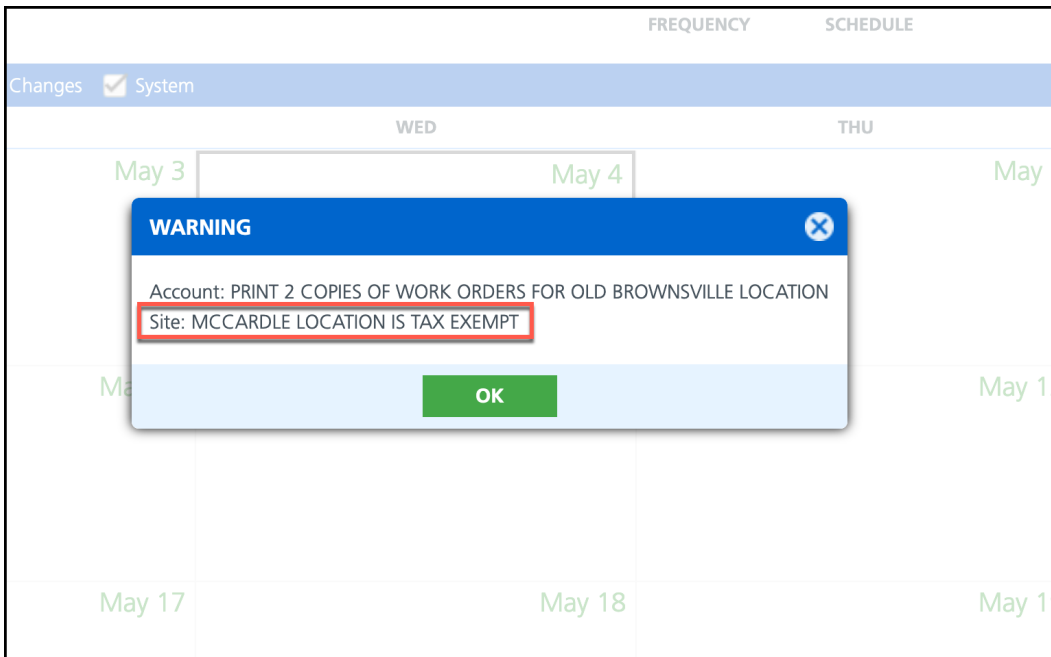 FREQUENCY SCHEDULE
Changes System
WED THU
May 3 May 4 May
WARNING
Account: PRINT 2 COPIES OF WORK ORDERS FOR OLD BROWNSVILLE LOCATION
Site: MCCARDLE LOCATION IS TAX EXEMPT
OK
May 1
May 17 May 18 May 1